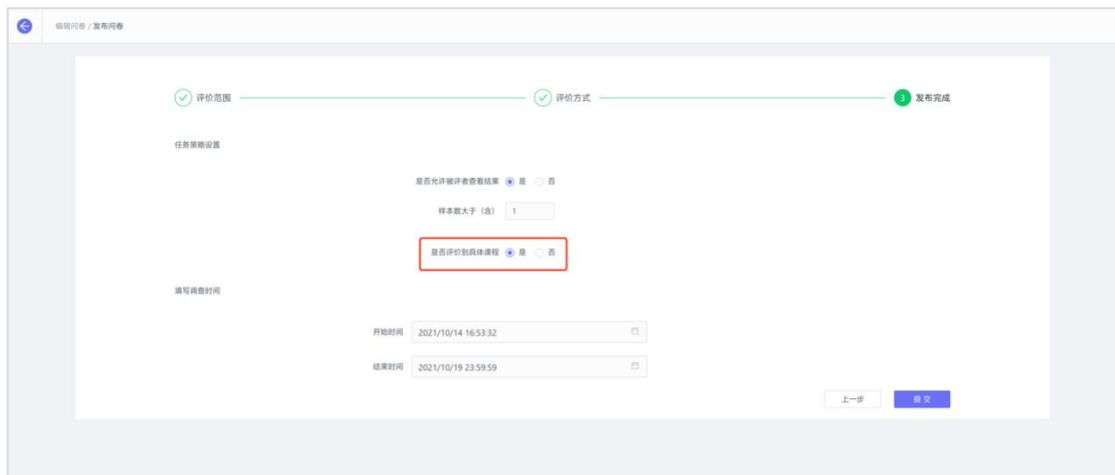 编辑问卷 / 发布问卷
评价范围 评价方式 3 发布完成
任务策略设置
是否允许被评者查看结果 是 否
样本数大于（含） 1
是否评价到具体课程 是 否
填写调查时间
开始时间 2021/10/14 16:53:32
结束时间 2021/10/19 23:59:59
上一步 提 交